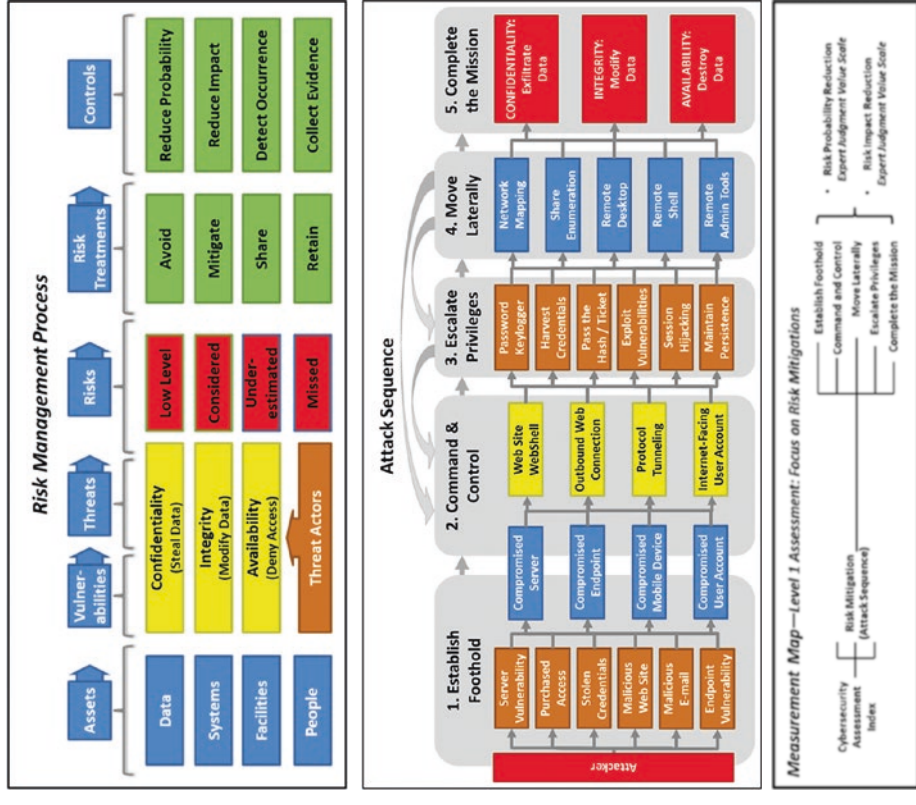 Risk Management Process
Assets
Vulner-
abilities
Threats
Risks
Risk
Treatments
Controls
Data
Systems
Facilities
People
Confidentiality
(Steal Data)
Integrity
(Modify Data)
Availability
(Deny Access)
Threat Actors
Low Level
Considered
Under-
estimated
Missed
Avoid
Mitigate
Share
Retain
Reduce Probability
Reduce Impact
Detect Occurrence
Collect Evidence
Attack Sequence
1. Establish
Foothold
2. Command &
Control
3. Escalate
Privileges
4. Move
Laterally
5. Complete
the Mission
Attacker
Server
Vulnerability
Purchased
Access
Stolen
Credentials
Malicious
Web Site
Malicious
E-mail
Endpoint
Vulnerability
Compromised
Server
Compromised
Endpoint
Compromised
Mobile Device
Compromised
User Account
Web Site
WebShell
Outbound Web
Connection
Protocol
Tunneling
Internet-Facing
User Account
Password
Keylogger
Harvest
Credentials
Pass the
Hash / Ticket
Exploit
Vulnerabilities
Session
Hijacking
Maintain
Persistence
Network
Mapping
Share
Enumeration
Remote
Desktop
Remote
Shell
Remote
Admin Tools
CONFIDENTIALITY:
Exfiltrate
Data
INTEGRITY:
Modify
Data
AVAILABILITY:
Destroy
Data
Measurement Map—Level 1 Assessment: Focus on Risk Mitigations
Cybersecurity
Assessment
Index
Risk Mitigation
(Attack Sequence)
Establish Foothold
Command and Control
Move Laterally
Escalate Privileges
Complete the Mission
• Risk Probability Reduction
Expert Judgment Value Scale
• Risk Impact Reduction
Expert Judgment Value Scale